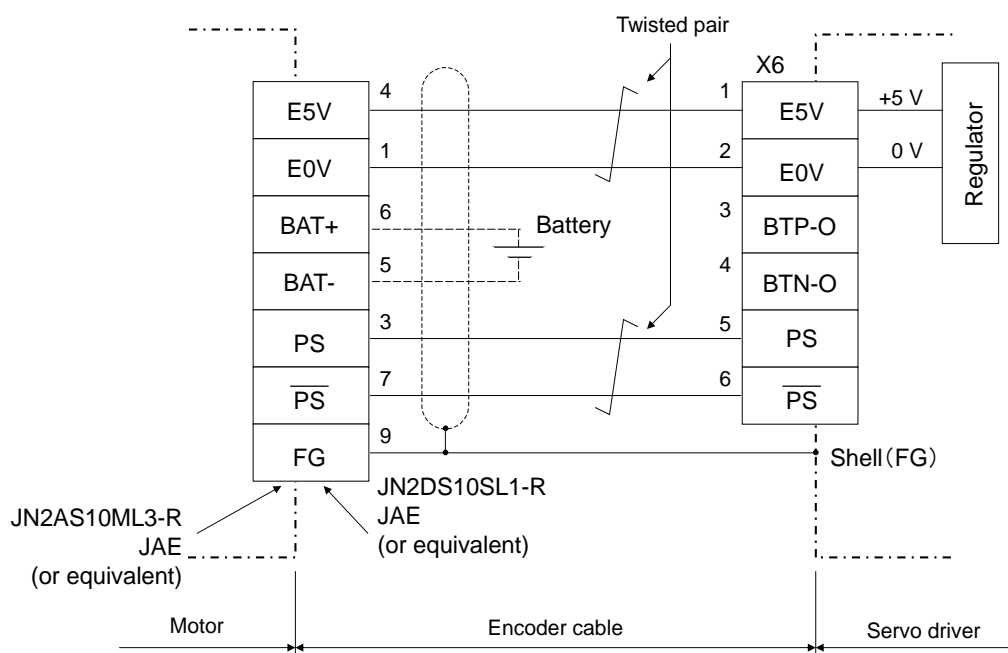 Twisted pair
X6
E5V
4
1
E5V
+5 V
E0V
1
2
E0V
0 V
Regulator
BAT+
6
Battery
3
BTP-O
BAT-
5
4
BTN-O
PS
3
5
PS
P̅S̅
7
6
P̅S̅
FG
9
Shell(FG)
JN2AS10ML3-R
JAE
(or equivalent)
JN2DS10SL1-R
JAE
(or equivalent)
Motor
Encoder cable
Servo driver